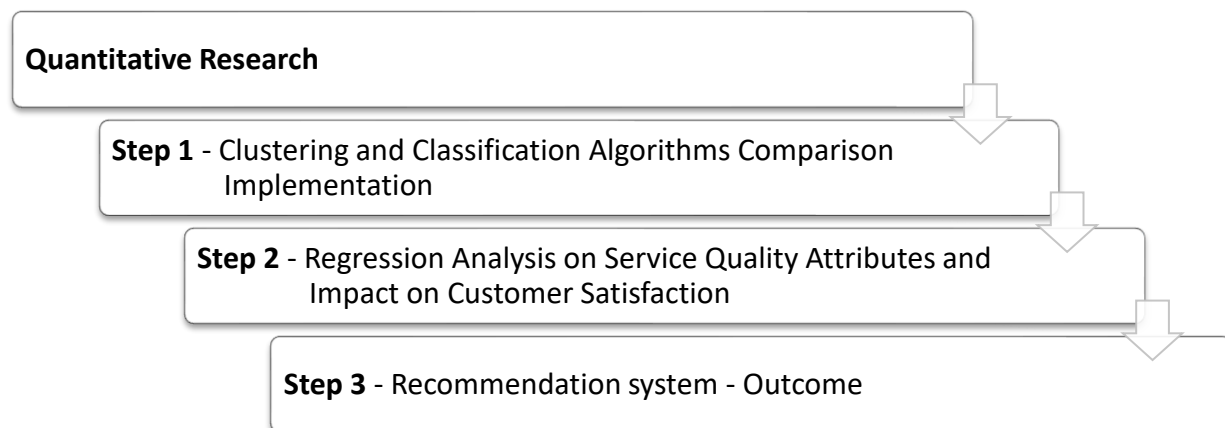 Quantitative Research
Step 1 - Clustering and Classification Algorithms Comparison
Implementation
Step 2 - Regression Analysis on Service Quality Attributes and
Impact on Customer Satisfaction
Step 3 - Recommendation system - Outcome